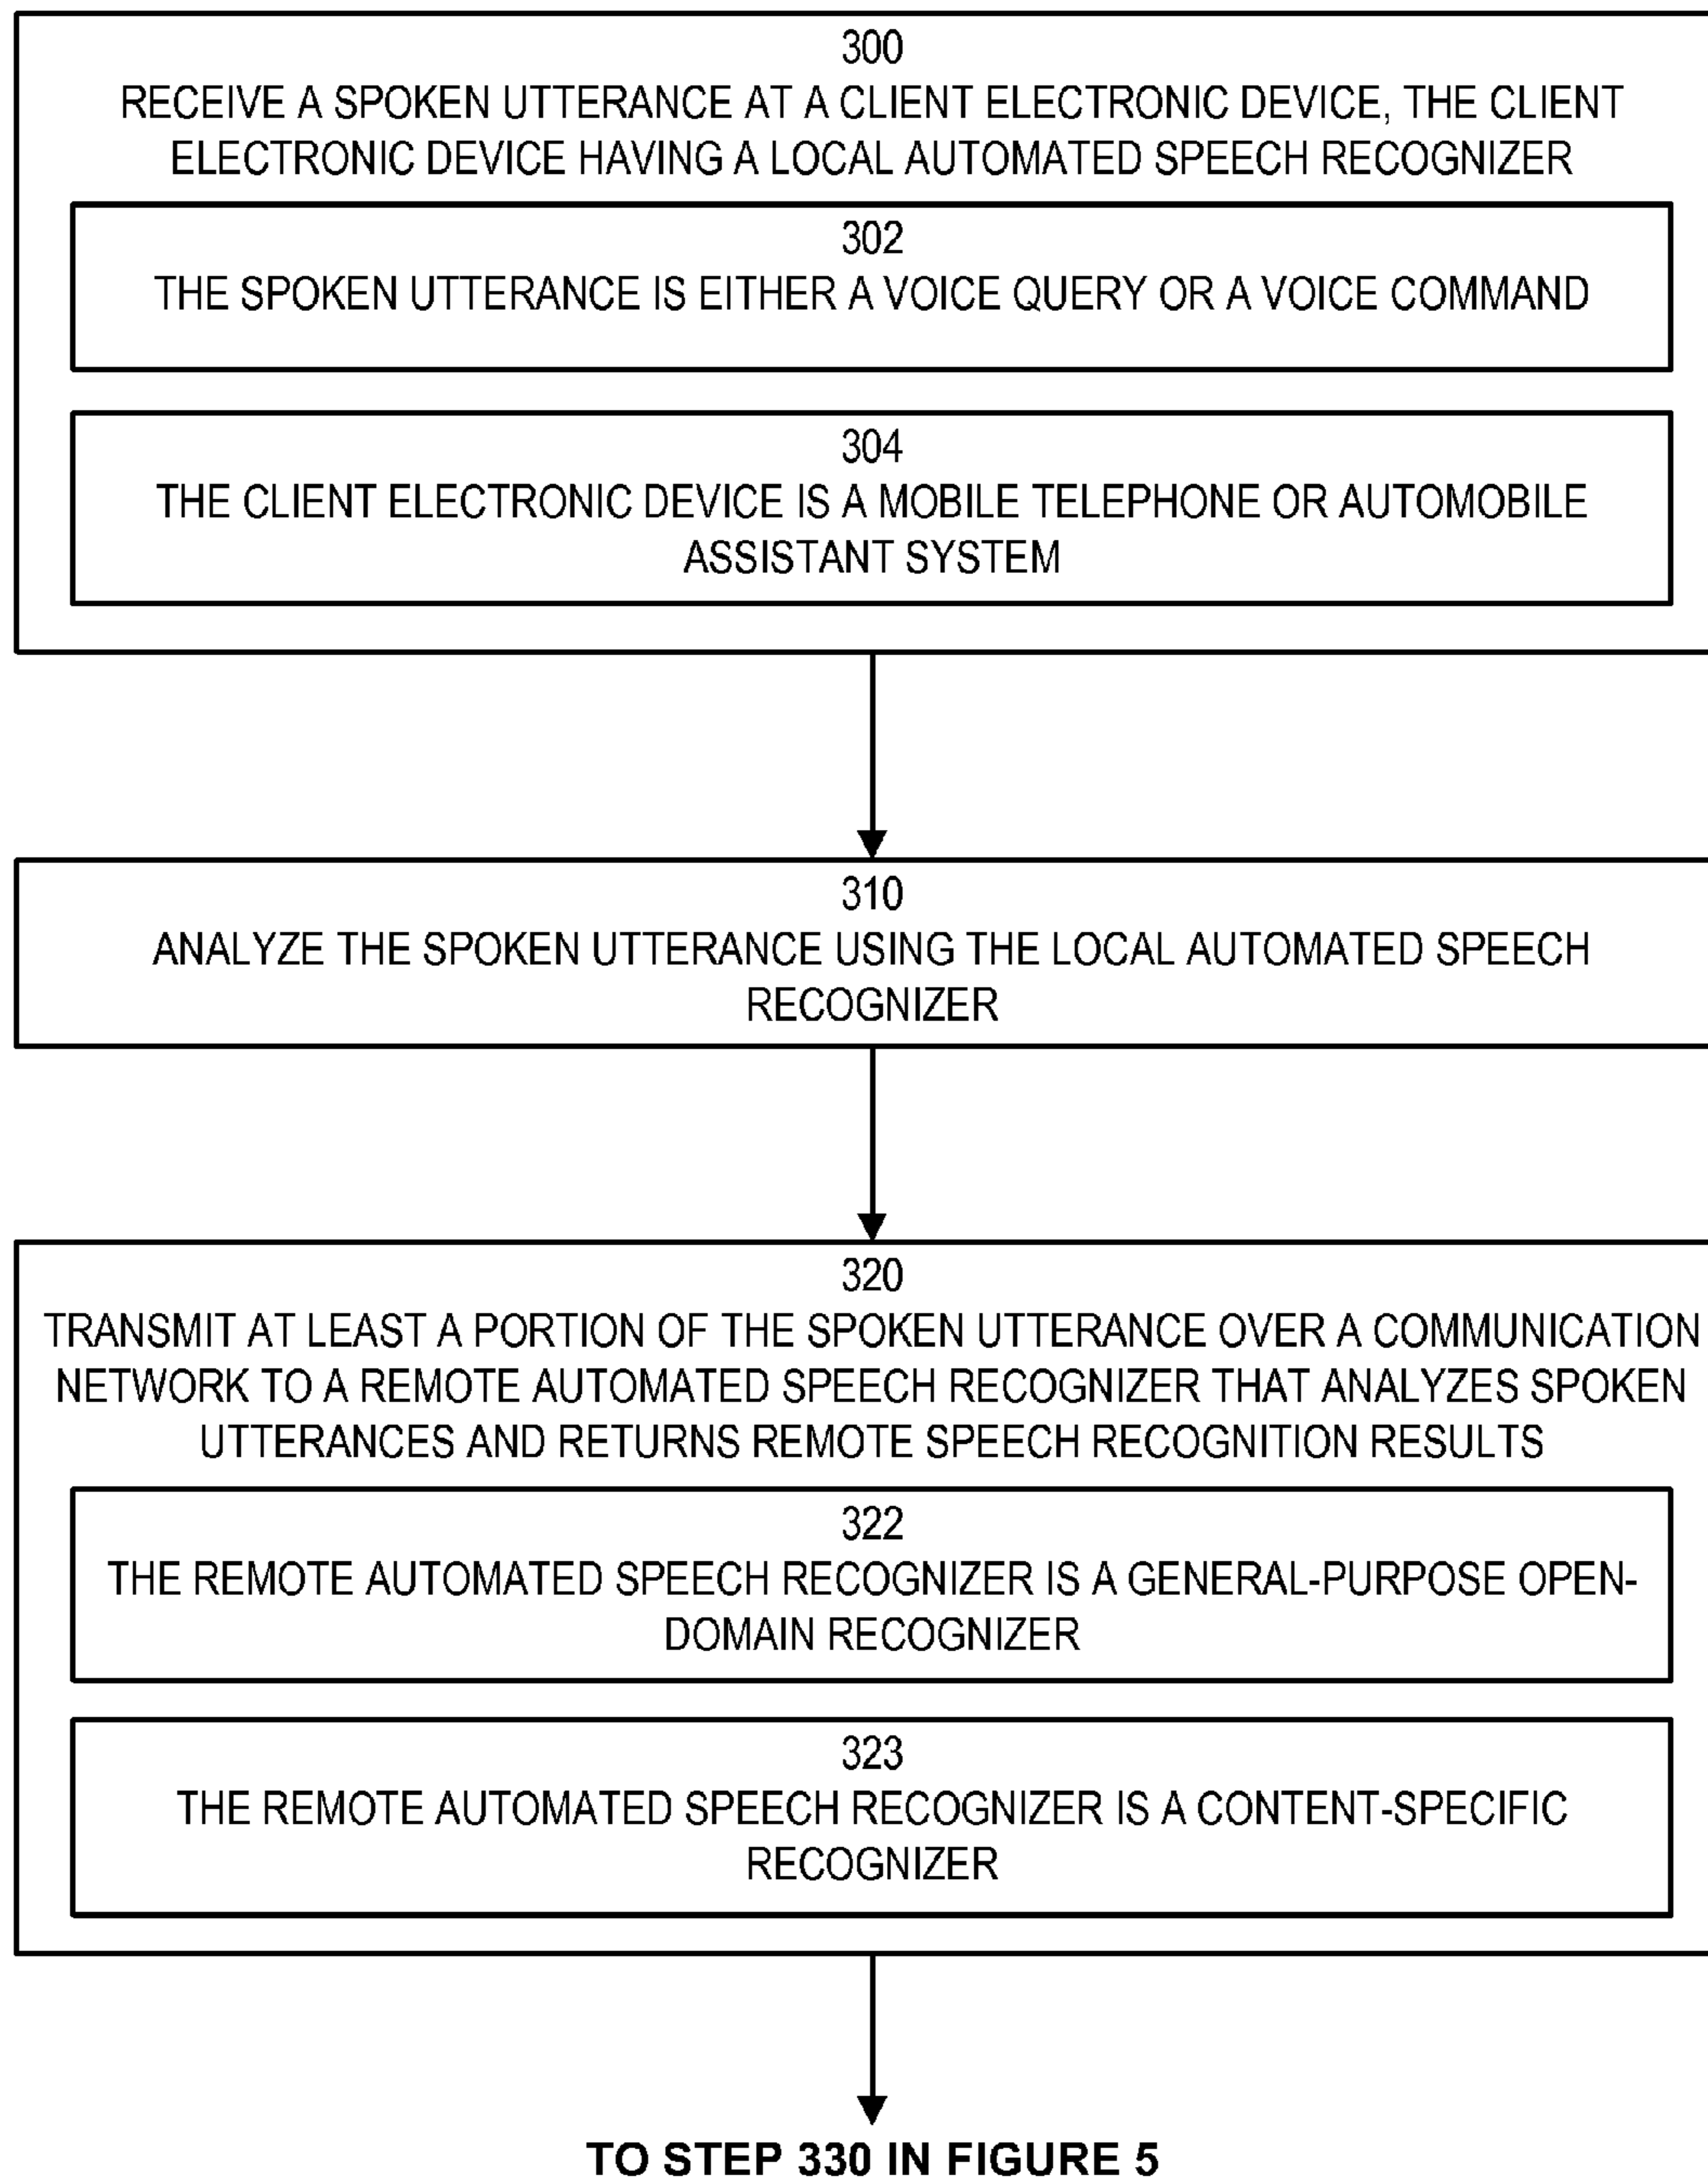 300
RECEIVE A SPOKEN UTTERANCE AT A CLIENT ELECTRONIC DEVICE, THE CLIENT
ELECTRONIC DEVICE HAVING A LOCAL AUTOMATED SPEECH RECOGNIZER
302
THE SPOKEN UTTERANCE IS EITHER A VOICE QUERY OR A VOICE COMMAND
304
THE CLIENT ELECTRONIC DEVICE IS A MOBILE TELEPHONE OR AUTOMOBILE
ASSISTANT SYSTEM
310
ANALYZE THE SPOKEN UTTERANCE USING THE LOCAL AUTOMATED SPEECH
RECOGNIZER
320
TRANSMIT AT LEAST A PORTION OF THE SPOKEN UTTERANCE OVER A COMMUNICATION
NETWORK TO A REMOTE AUTOMATED SPEECH RECOGNIZER THAT ANALYZES SPOKEN
UTTERANCES AND RETURNS REMOTE SPEECH RECOGNITION RESULTS
322
THE REMOTE AUTOMATED SPEECH RECOGNIZER IS A GENERAL-PURPOSE OPEN-
DOMAIN RECOGNIZER
323
THE REMOTE AUTOMATED SPEECH RECOGNIZER IS A CONTENT-SPECIFIC
RECOGNIZER
TO STEP 330 IN FIGURE 5